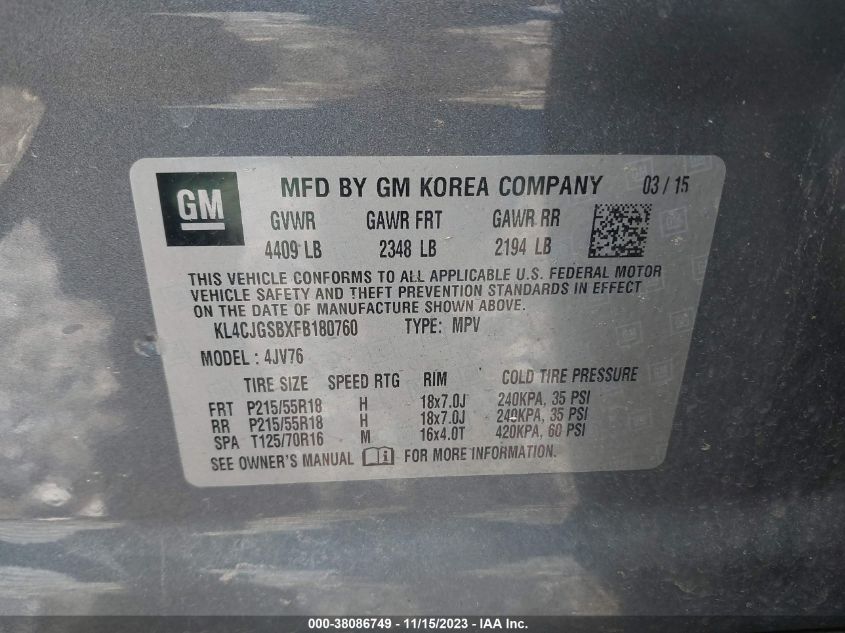 GM
MFD BY GM KOREA COMPANY 03 / 15
GVWR GAWR FRT GAWR RR
4409 LB 2348 LB 2194 LB
THIS VEHICLE CONFORMS TO ALL APPLICABLE U.S. FEDERAL MOTOR
VEHICLE SAFETY AND THEFT PREVENTION STANDARDS IN EFFECT
ON THE DATE OF MANUFACTURE SHOWN ABOVE.
KL4CJGSBXFB180760 TYPE: MPV
MODEL : 4JV76
TIRE SIZE SPEED RTG RIM COLD TIRE PRESSURE
FRT P215/55R18 H 18x7.0J 240KPA, 35 PSI
RR P215/55R18 H 18x7.0J 240KPA, 35 PSI
SPA T125/70R16 M 16x4.0T 420KPA, 60 PSI
SEE OWNER'S MANUAL FOR MORE INFORMATION.
000-38086749 - 11/15/2023 - IAA Inc.